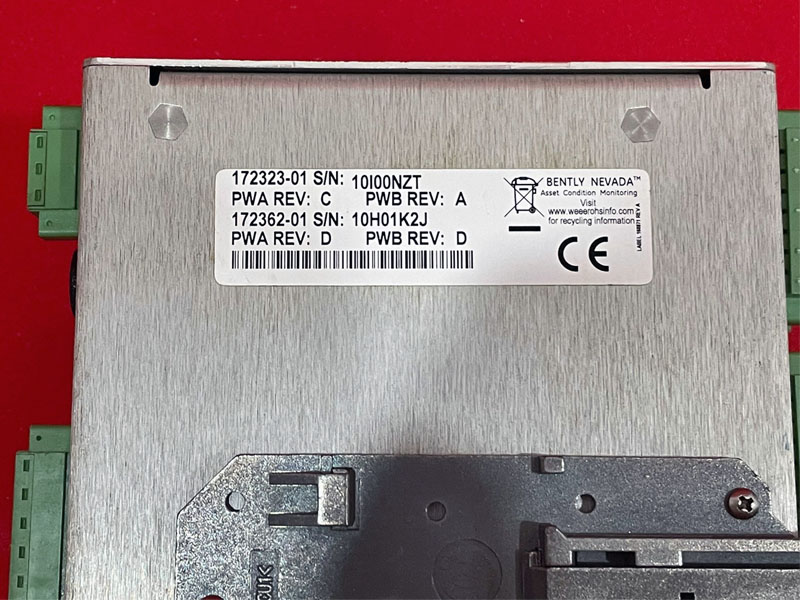 172323-01 S/N: 10I00NZT
PWA REV: C PWB REV: A
172362-01 S/N: 10H01K2J
PWA REV: D PWB REV: D
BENTLY NEVADA™
Asset Condition Monitoring
Visit
www.weeerohsinfo.com
for recycling information
CE